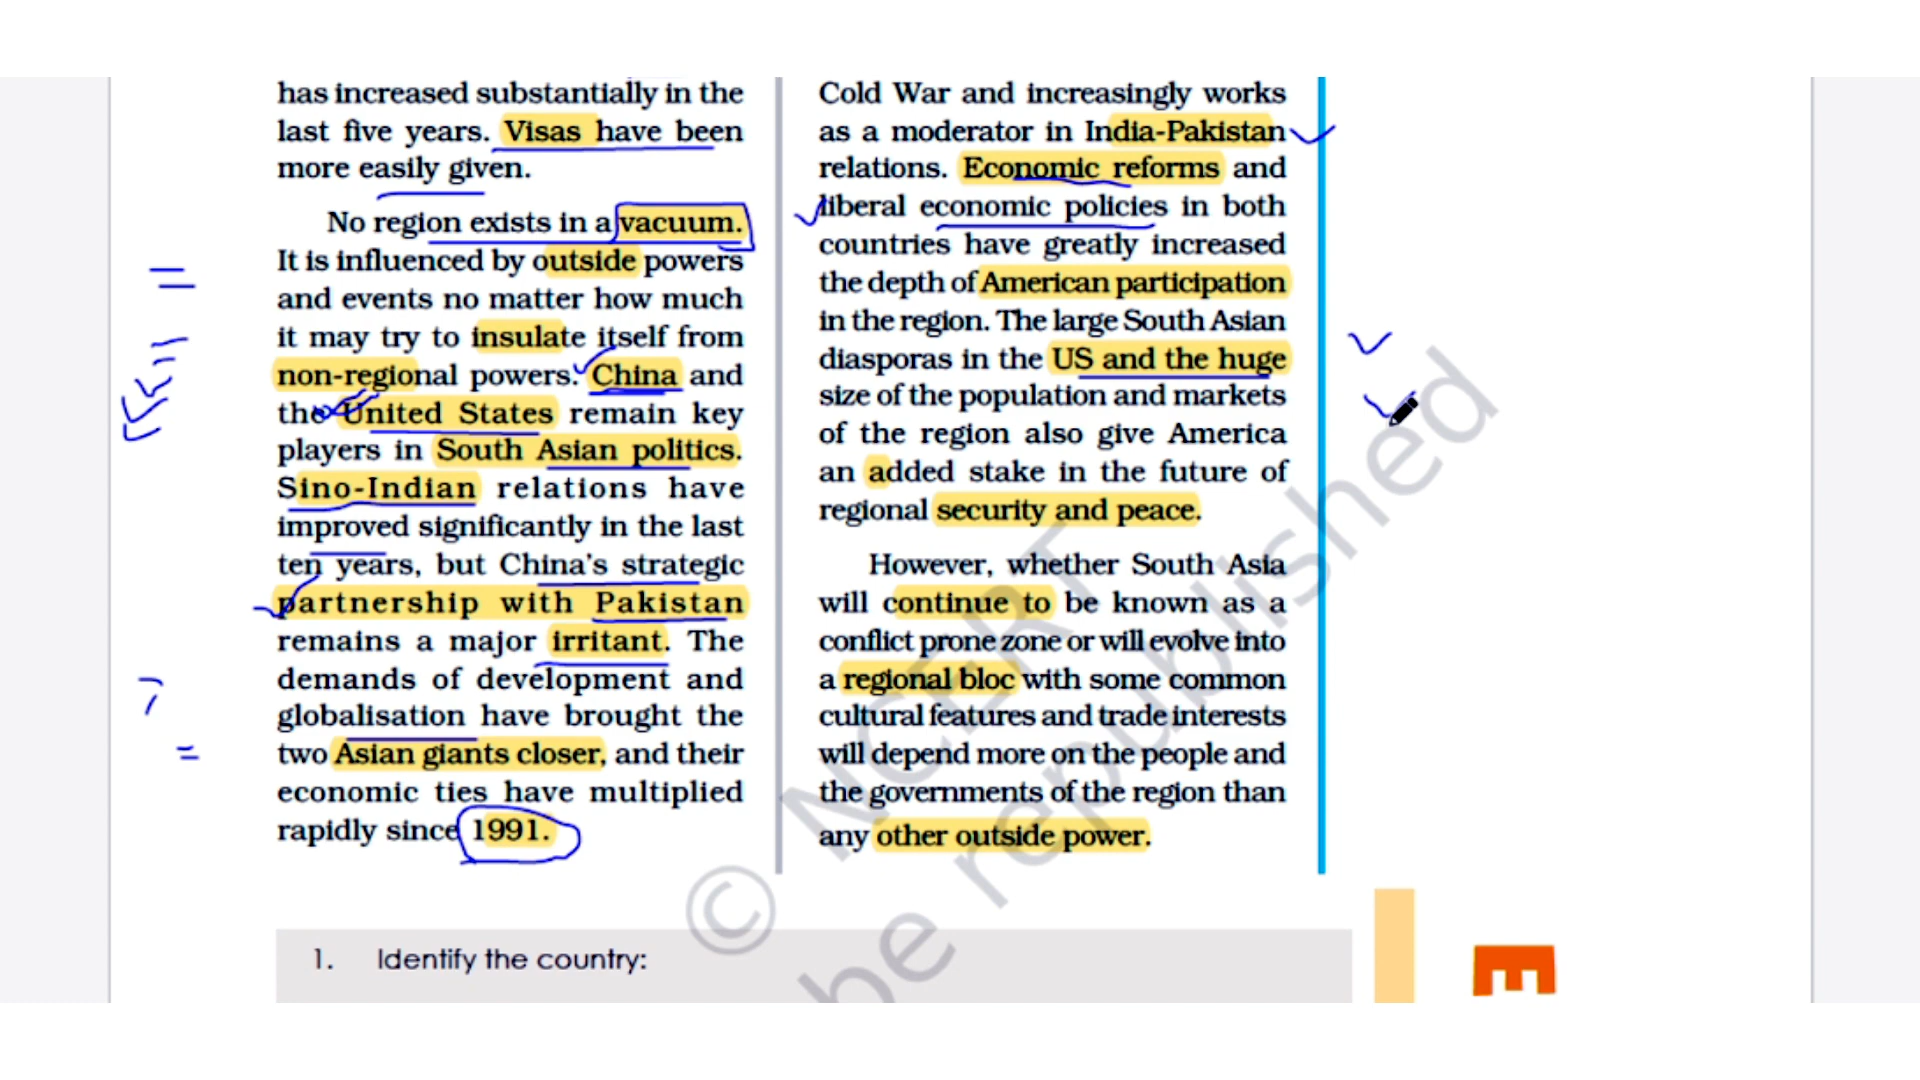 has increased substantially in the
last five years. Visas have been
more easily given.
No region exists in a vacuum.
It is influenced by outside powers
and events no matter how much
it may try to insulate itself from
non-regional powers. China and
the United States remain key
players in South Asian politics.
Sino-Indian relations have
improved significantly in the last
ten years, but China's strategic
partnership with Pakistan
remains a major irritant. The
demands of development and
globalisation have brought the
two Asian giants closer, and their
economic ties have multiplied
rapidly since 1991.
Cold War and increasingly works
as a moderator in India-Pakistan
relations. Economic reforms and
liberal economic policies in both
countries have greatly increased
the depth of American participation
in the region. The large South Asian
diasporas in the US and the huge
size of the population and markets
of the region also give America
an added stake in the future of
regional security and peace.
However, whether South Asia
will continue to be known as a
conflict prone zone or will evolve into
a regional bloc with some common
cultural features and trade interests
will depend more on the people and
the governments of the region than
any other outside power.
© NCERT
be republished
1. Identify the country:
E